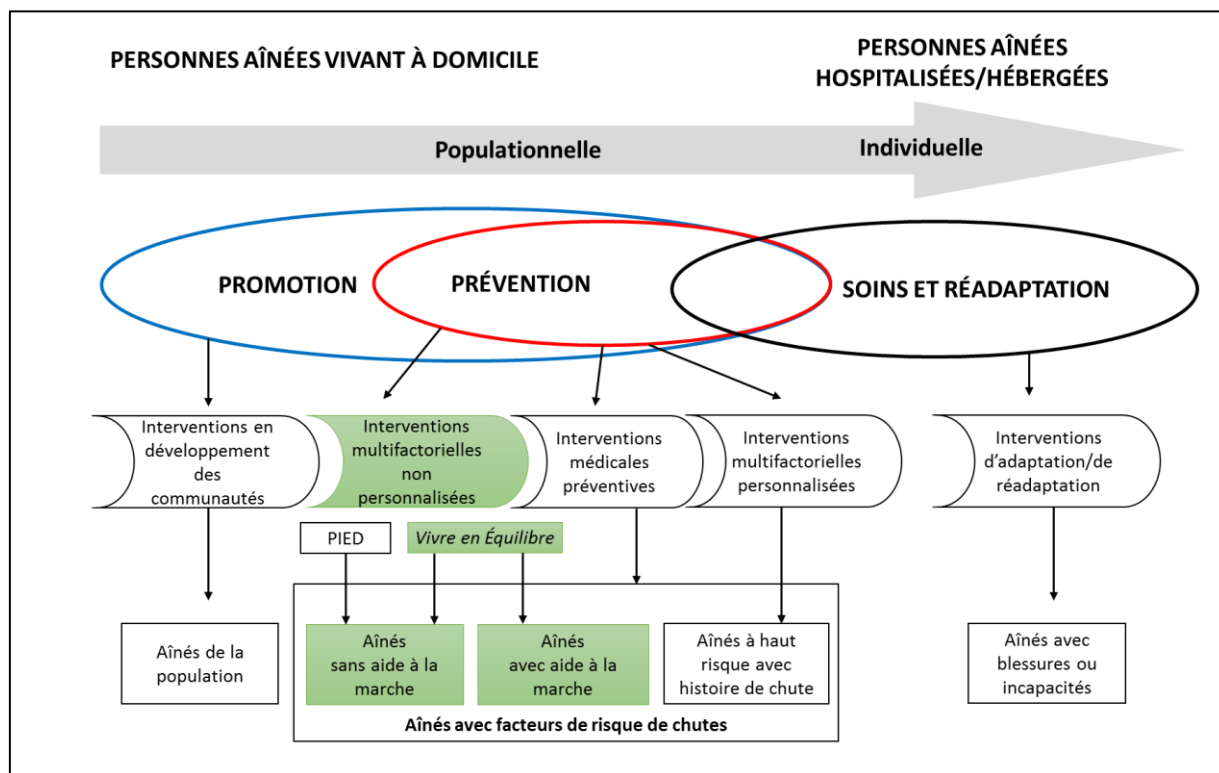 PERSONNES AÎNÉES VIVANT À DOMICILE
PERSONNES AÎNÉES
HOSPITALISÉES/HÉBERGÉES
Populationnelle
Individuelle
PROMOTION
PRÉVENTION
SOINS ET RÉADAPTATION
Interventions en
développement
des
communautés
Interventions
multifactorielles
non
personnalisées
Interventions
médicales
préventives
Interventions
multifactorielles
personnalisées
Interventions
d’adaptation/de
réadaptation
PIED
Vivre en Équilibre
Aînés de la
population
Aînés
sans aide à la
marche
Aînés
avec aide à la
marche
Aînés à haut
risque avec
histoire de chute
Aînés avec
blessures ou
incapacités
Aînés avec facteurs de risque de chutes